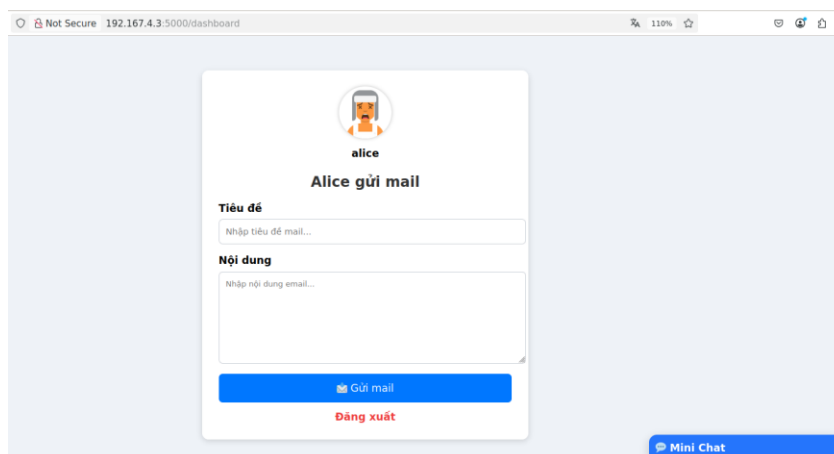 Not Secure 192.167.4.3:5000/dashboard 110%
alice
Alice gửi mail
Tiêu đề
Nhập tiêu đề mail...
Nội dung
Nhập nội dung email...
Gửi mail
Đăng xuất
Mini Chat